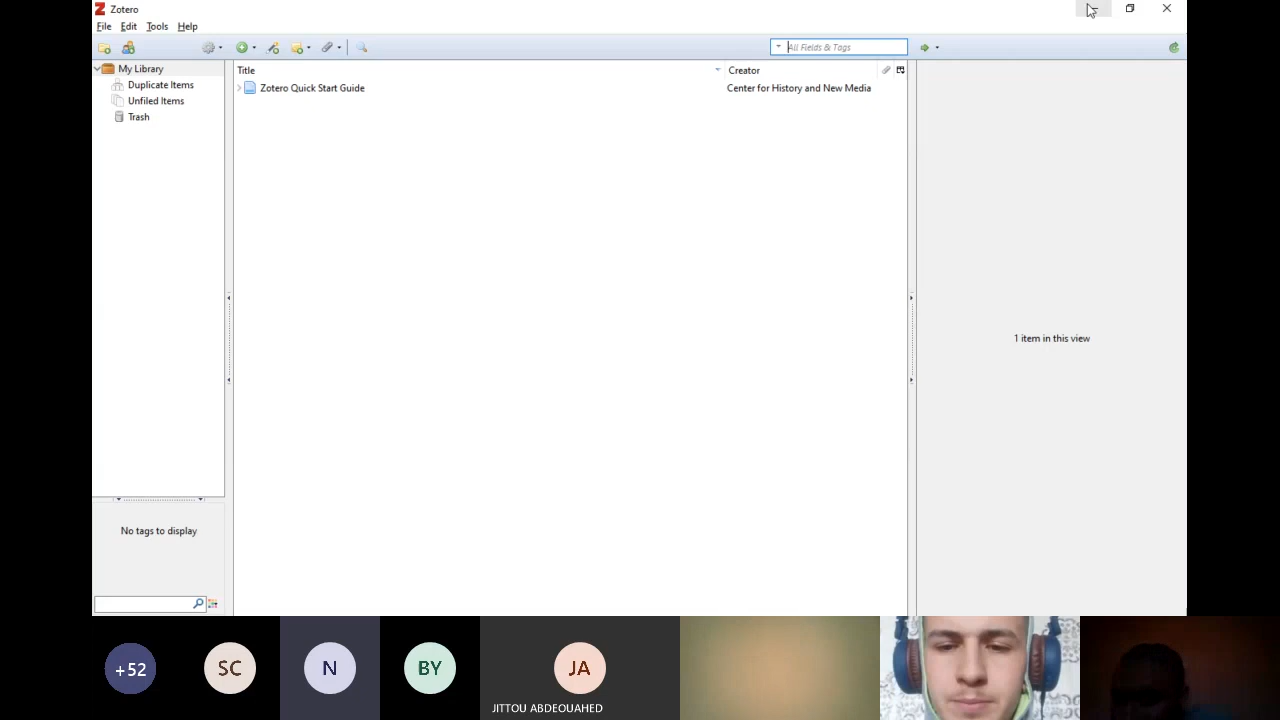 Zotero
File Edit Tools Help
All Fields & Tags
My Library
Duplicate Items
Unfiled Items
Trash
Title Creator
Zotero Quick Start Guide Center for History and New Media
1 item in this view
No tags to display
+52 SC N BY JA
JITTOU ABDEOUAHED